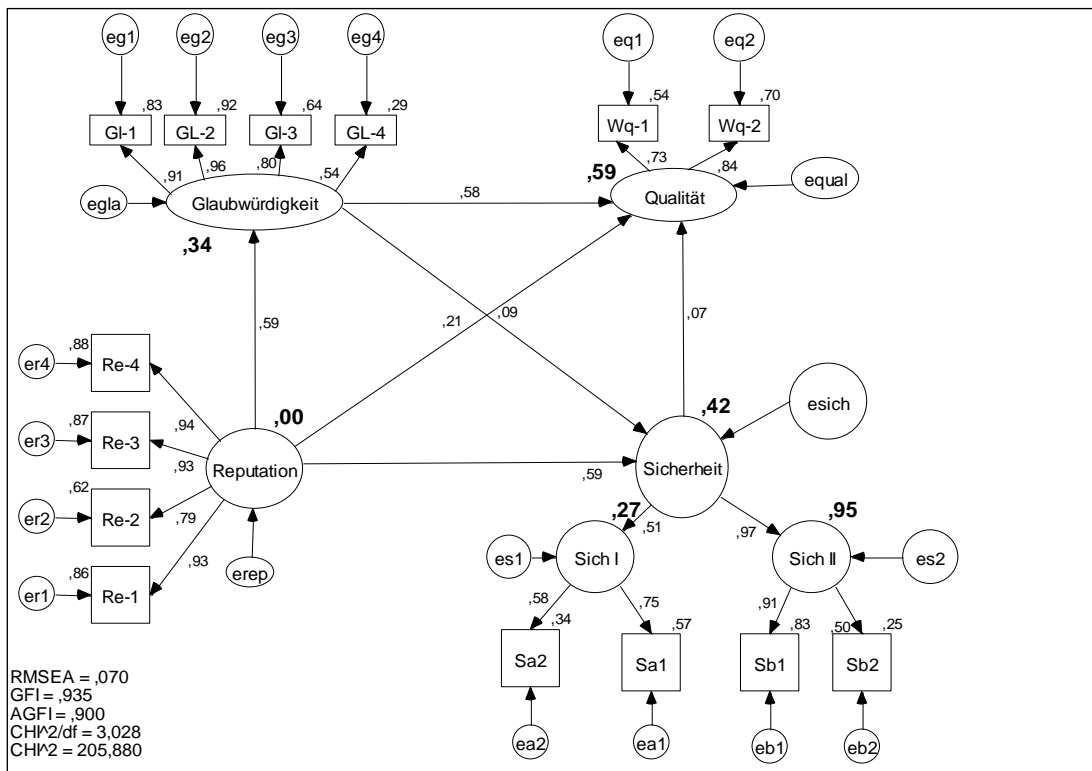 eg1 eg2 eg3 eg4 eq1 eq2
,83 ,92 ,64 ,29 ,54 ,70
Gl-1 GL-2 Gl-3 GL-4 Wq-1 Wq-2
,91 ,96 ,80 ,54 ,73 ,84
egla Glaubwürdigkeit ,58 ,59 Qualität equal
,34
,59 ,21 ,09 ,07
er4 ,88 Re-4
,94
er3 ,87 Re-3
,93
er2 ,62 Re-2
,79
er1 ,86 Re-1
,93
,00
Reputation
erep
,59
,42
Sicherheit
esich
,27 ,51 ,97 ,95
es1 Sich I Sich II es2
,58 ,75 ,91 ,50
,34 ,57 ,83 ,25
Sa2 Sa1 Sb1 Sb2
ea2 ea1 eb1 eb2
RMSEA = ,070
GFI = ,935
AGFI = ,900
CHI^2/df = 3,028
CHI^2 = 205,880